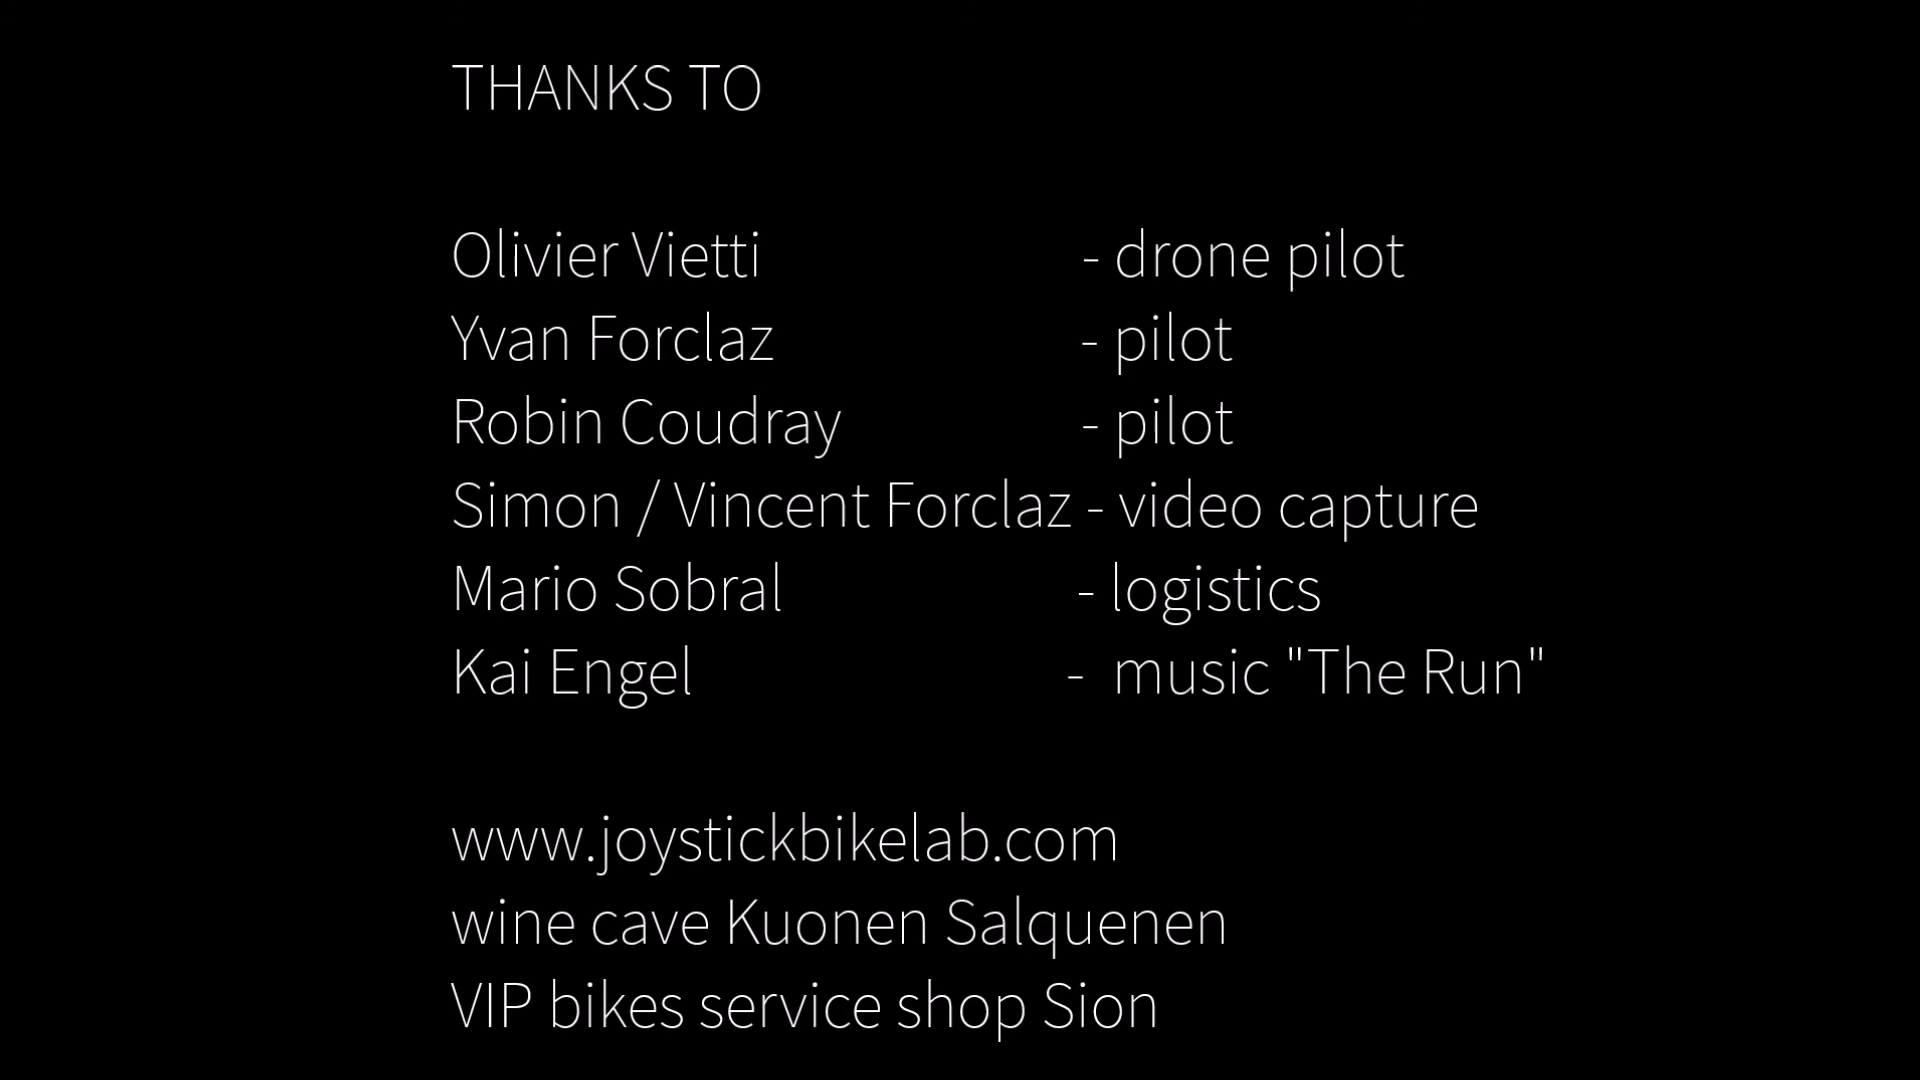 THANKS TO
Olivier Vietti - drone pilot
Yvan Forclaz - pilot
Robin Coudray - pilot
Simon / Vincent Forclaz - video capture
Mario Sobral - logistics
Kai Engel - music "The Run"
www.joystickbikelab.com
wine cave Kuonen Salquenen
VIP bikes service shop Sion